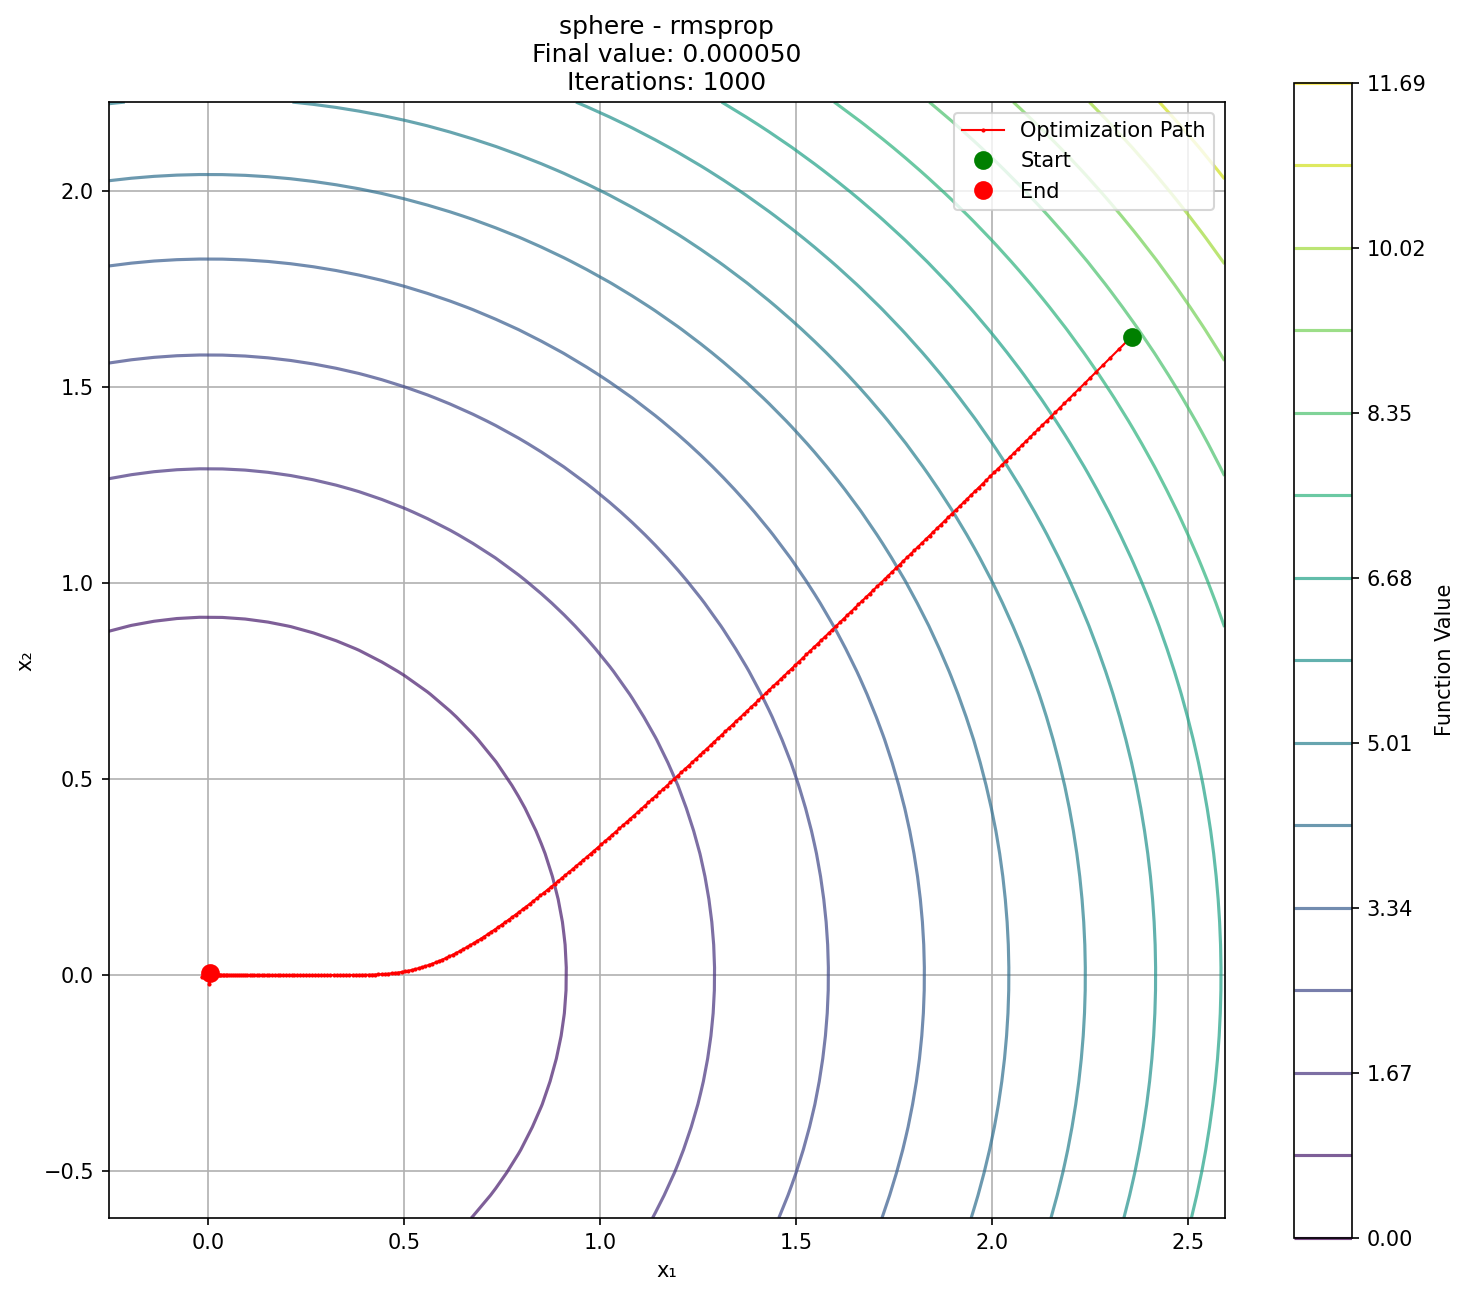 sphere - rmsprop
Final value: 0.000050
Iterations: 1000
Optimization Path
Start
End
2.0
1.5
1.0
0.5
0.0
−0.5
x₂
0.0
0.5
1.0
1.5
2.0
2.5
x₁
11.69
10.02
8.35
6.68
5.01
3.34
1.67
0.00
Function Value